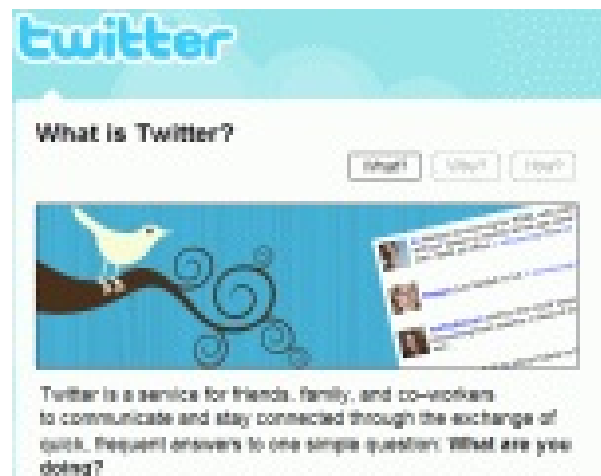 twitter
What is Twitter?
What? Why? How?
Twitter is a service for friends, family, and co-workers
to communicate and stay connected through the exchange of
quick, frequent answers to one simple question: What are you
doing?